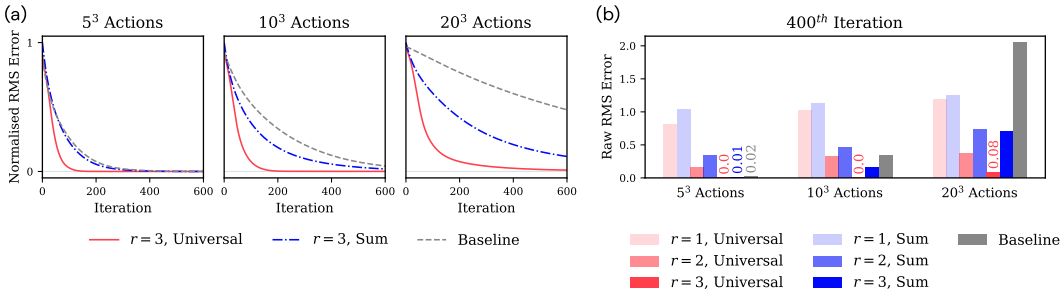 (a)
5³ Actions
10³ Actions
20³ Actions
Normalised RMS Error
1
0
0 200 400 600
0 200 400 600
0 200 400 600
Iteration
Iteration
Iteration
r = 3, Universal
r = 3, Sum
Baseline
(b)
400th Iteration
Raw RMS Error
2.0
1.5
1.0
0.5
0.0
0.0
0.01
0.02
0.0
0.08
5³ Actions
10³ Actions
20³ Actions
r = 1, Universal
r = 2, Universal
r = 3, Universal
r = 1, Sum
r = 2, Sum
r = 3, Sum
Baseline